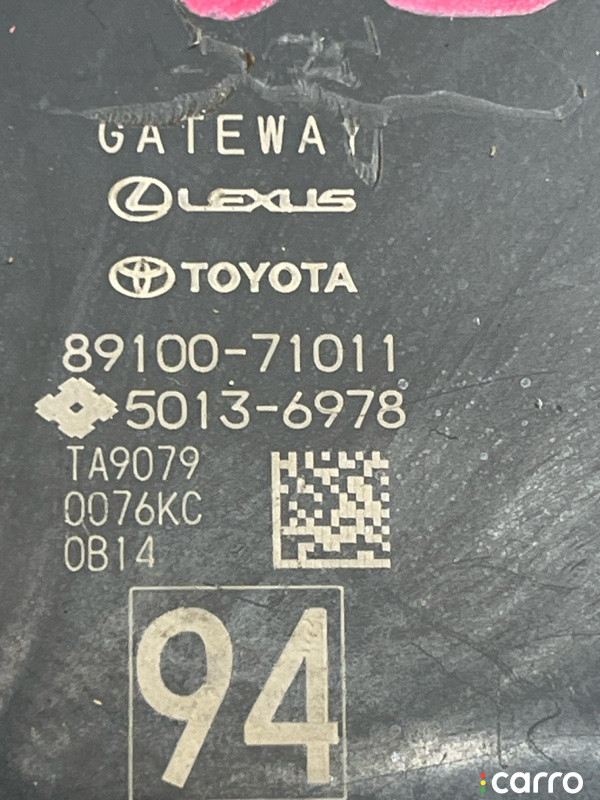 GATEWAY
LEXUS
TOYOTA
89100-71011
5013-6978
TA9079
0076KC
0B14
94
carro